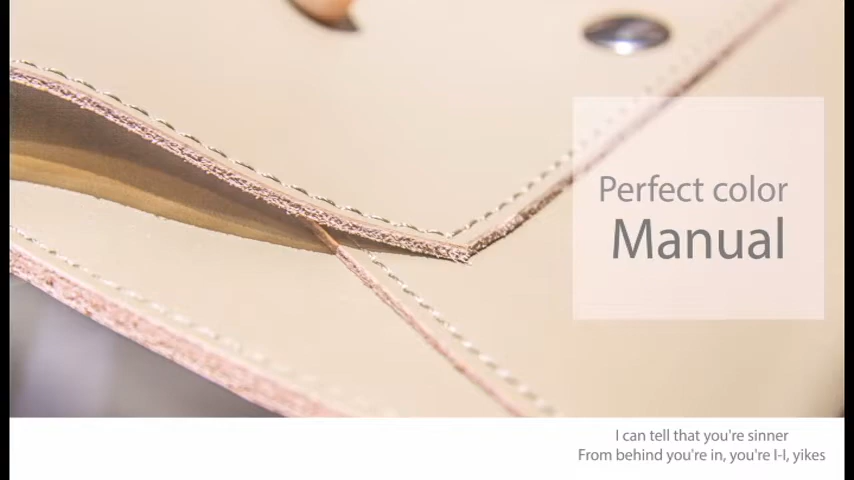 Perfect color
Manual
I can tell that you're sinner
From behind you're in, you're I-I, yikes